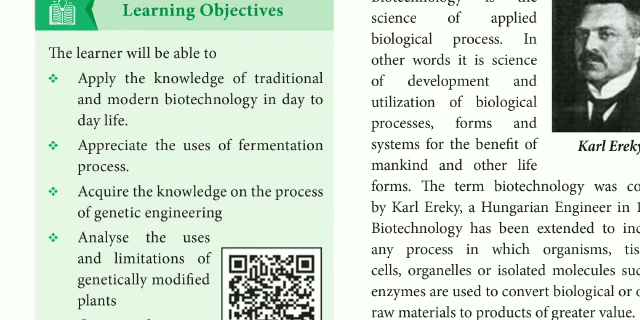 Learning Objectives
The learner will be able to
Apply the knowledge of traditional
and modern biotechnology in day to
day life.
Appreciate the uses of fermentation
process.
Acquire the knowledge on the process
of genetic engineering
Analyse the uses
and limitations of
genetically modified
plants
science of applied
biological process. In
other words it is science
of development and
utilization of biological
processes, forms and
systems for the benefit of
mankind and other life
forms. The term biotechnology was co
by Karl Ereky, a Hungarian Engineer in 1
Biotechnology has been extended to inc
any process in which organisms, tis
cells, organelles or isolated molecules suc
enzymes are used to convert biological or o
raw materials to products of greater value.
Karl Ereky